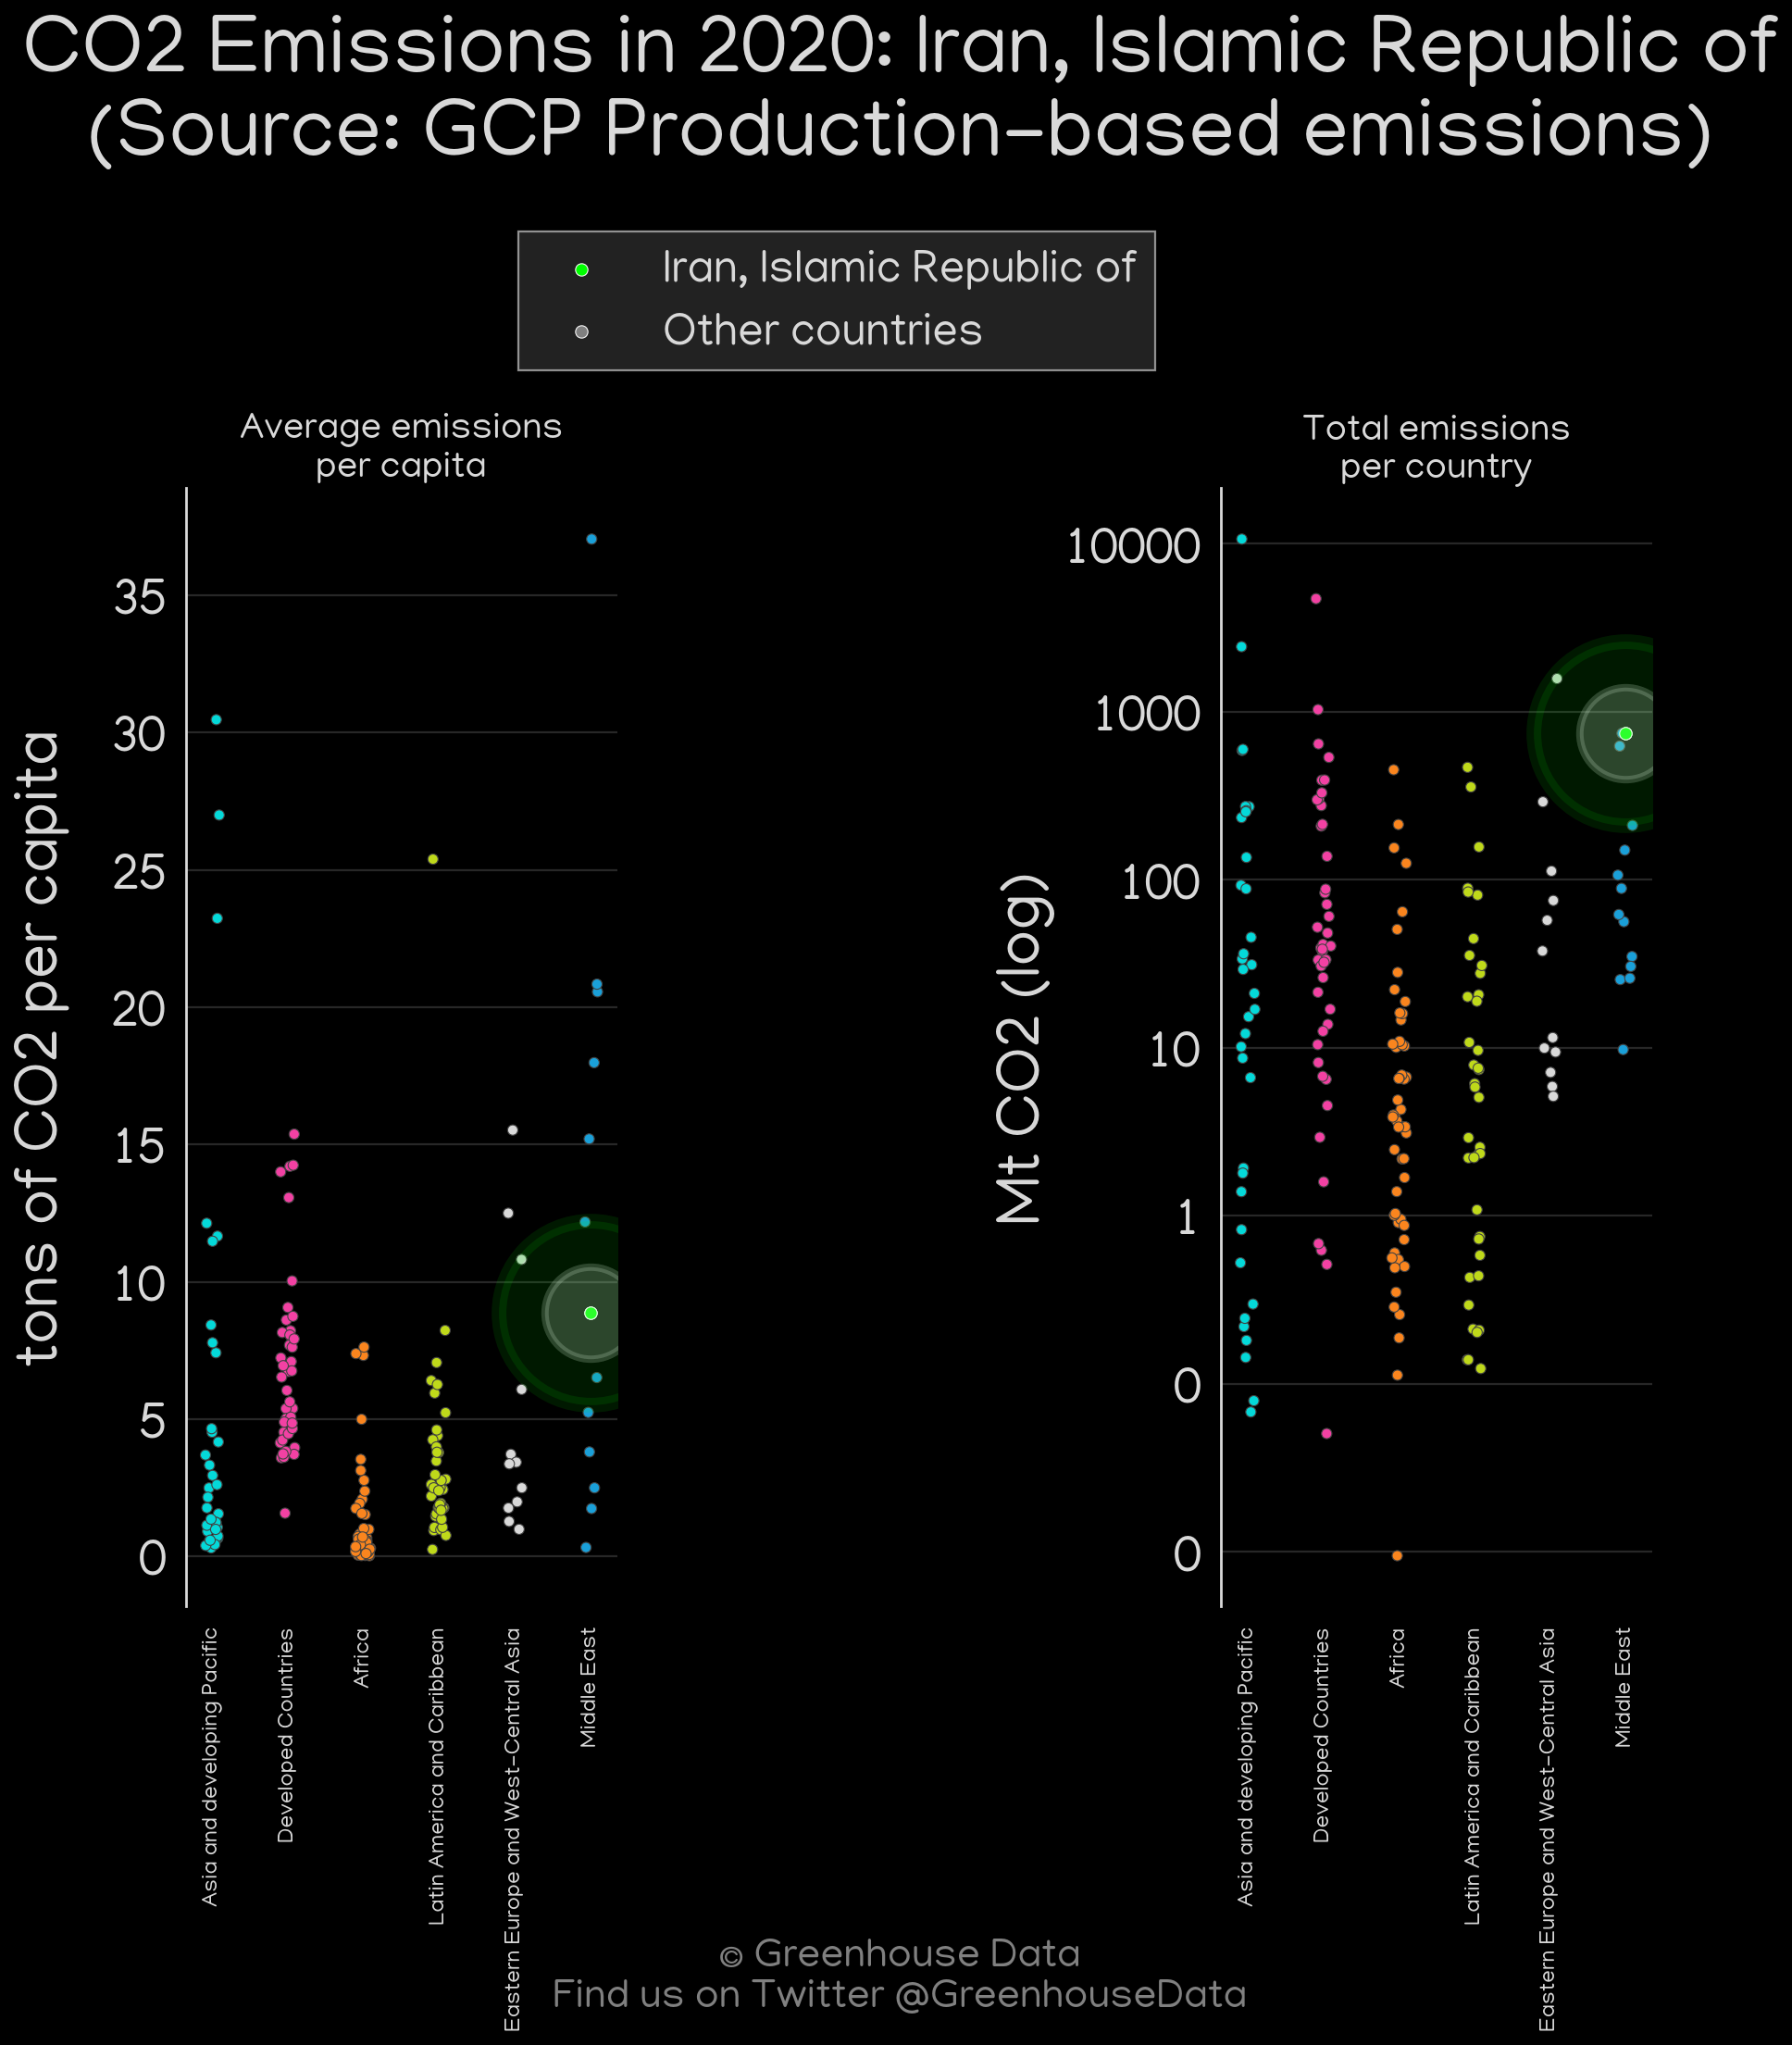 CO2 Emissions in 2020: Iran, Islamic Republic of
(Source: GCP Production-based emissions)
Iran, Islamic Republic of
Other countries
Average emissions
per capita
tons of CO2 per capita
35
30
25
20
15
10
5
0
Asia and developing Pacific
Developed Countries
Africa
Latin America and Caribbean
Eastern Europe and West-Central Asia
Middle East
Total emissions
per country
Mt CO2 (log)
10000
1000
100
10
1
0
0
Asia and developing Pacific
Developed Countries
Africa
Latin America and Caribbean
Eastern Europe and West-Central Asia
Middle East
© Greenhouse Data
Find us on Twitter @GreenhouseData